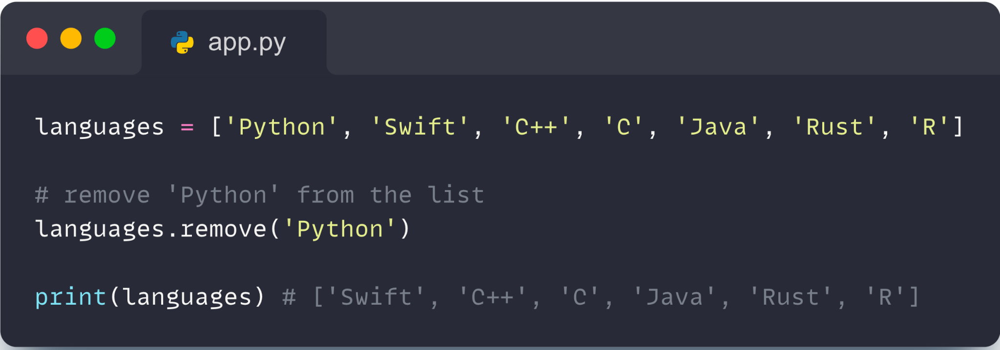 app.py
languages = ['Python', 'Swift', 'C++', 'C', 'Java', 'Rust', 'R']
# remove 'Python' from the list
languages.remove('Python')
print(languages) # ['Swift', 'C++', 'C', 'Java', 'Rust', 'R']